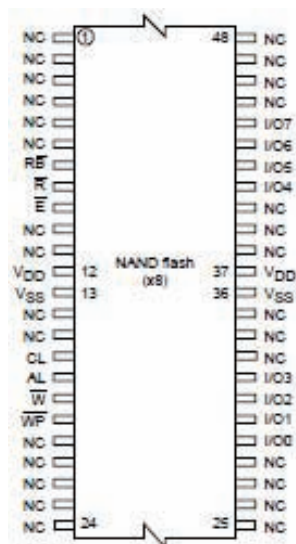 NC ① 48 NC
NC NC
NC NC
NC NC
NC I/O7
NC I/O6
RB̅ I/O5
R̅ I/O4
E̅ NC
NC NC
NC NC
VDD 12 NAND flash 37 VDD
VSS 13 (x8) 36 VSS
NC NC
NC NC
CL NC
AL I/O3
W̅ I/O2
W̅P̅ I/O1
NC I/O0
NC NC
NC NC
NC NC
NC 24 25 NC